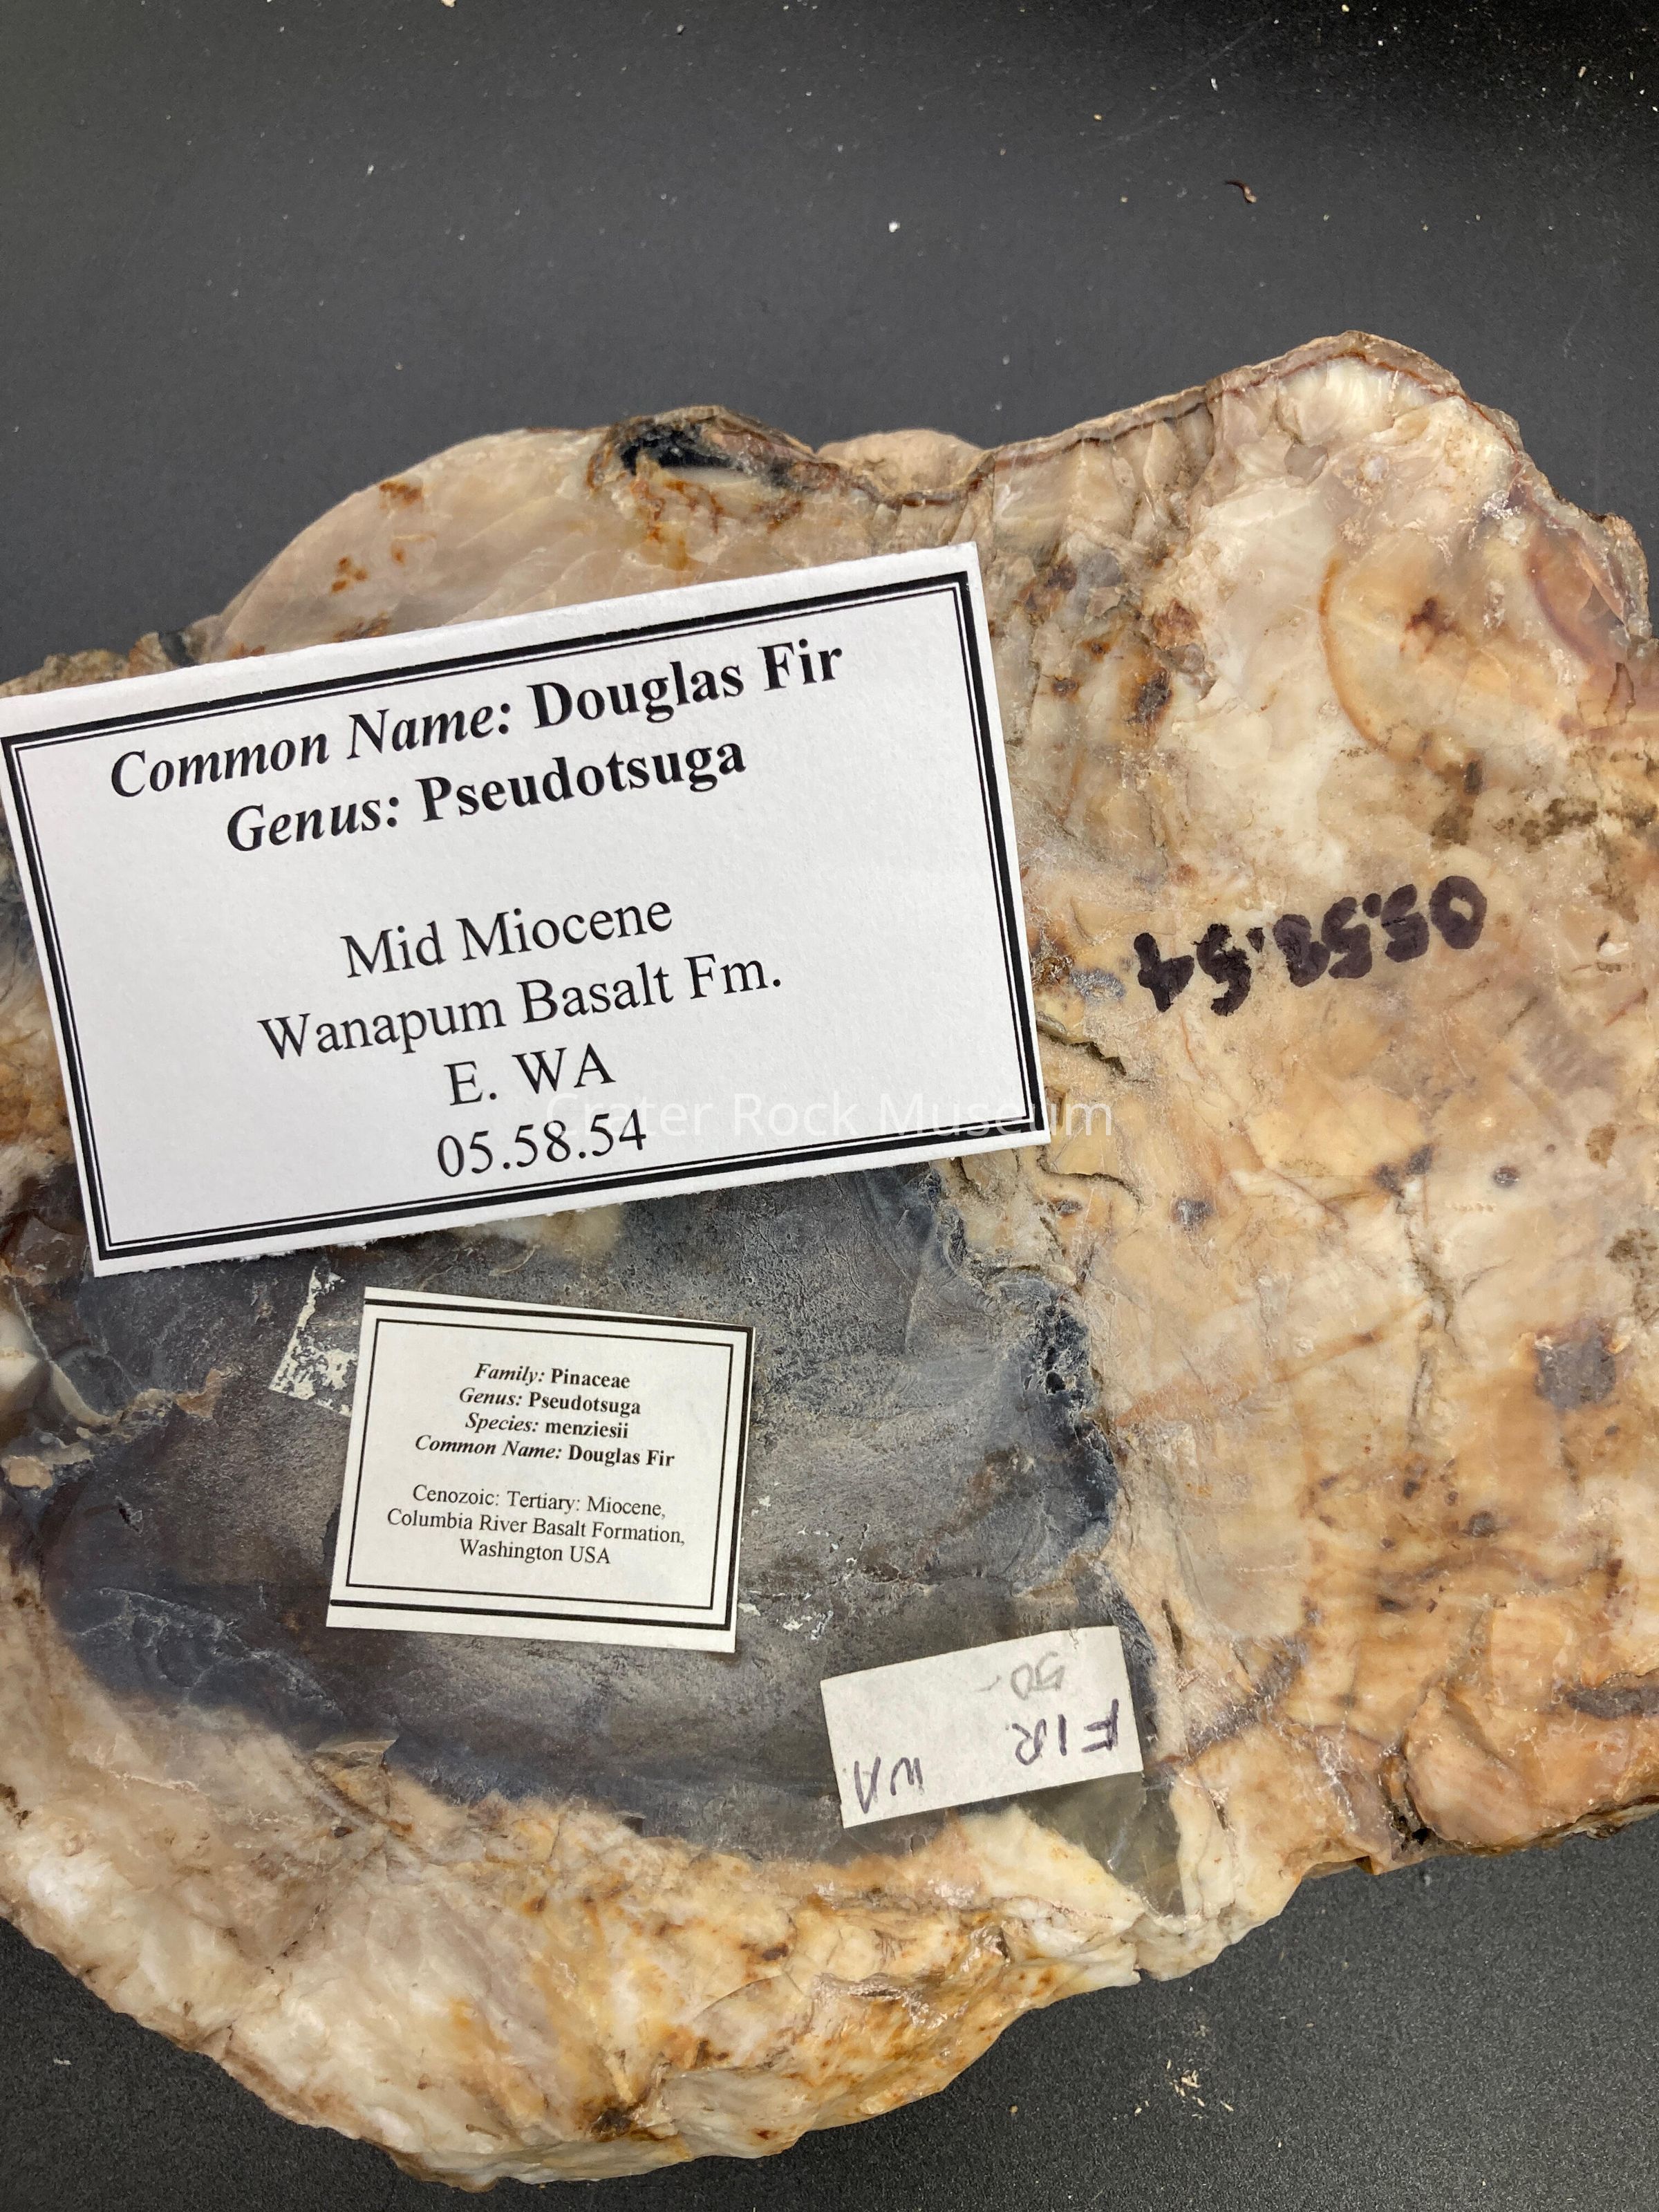 Common Name: Douglas Fir
Genus: Pseudotsuga
Mid Miocene
Wanapum Basalt Fm.
E. WA
05.58.54
Crater Rock Museum
05.58.54
Family: Pinaceae
Genus: Pseudotsuga
Species: menziesii
Common Name: Douglas Fir
Cenozoic: Tertiary: Miocene,
Columbia River Basalt Formation,
Washington USA
FIR WA
50-